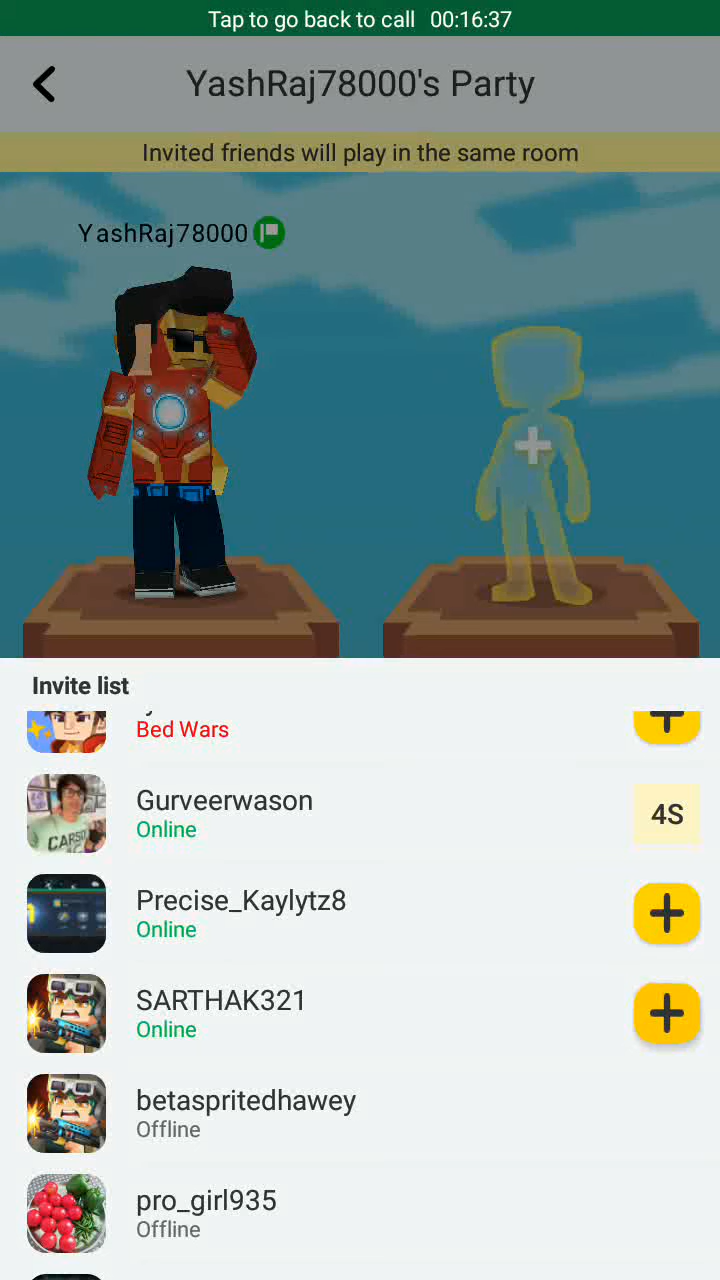 Tap to go back to call 00:16:37
YashRaj78000's Party
Invited friends will play in the same room
YashRaj78000
Invite list
Bed Wars
Gurveerwason
Online
4S
CARSO
Precise_Kaylytz8
Online
SARTHAK321
Online
betaspritedhawey
Offline
pro_girl935
Offline